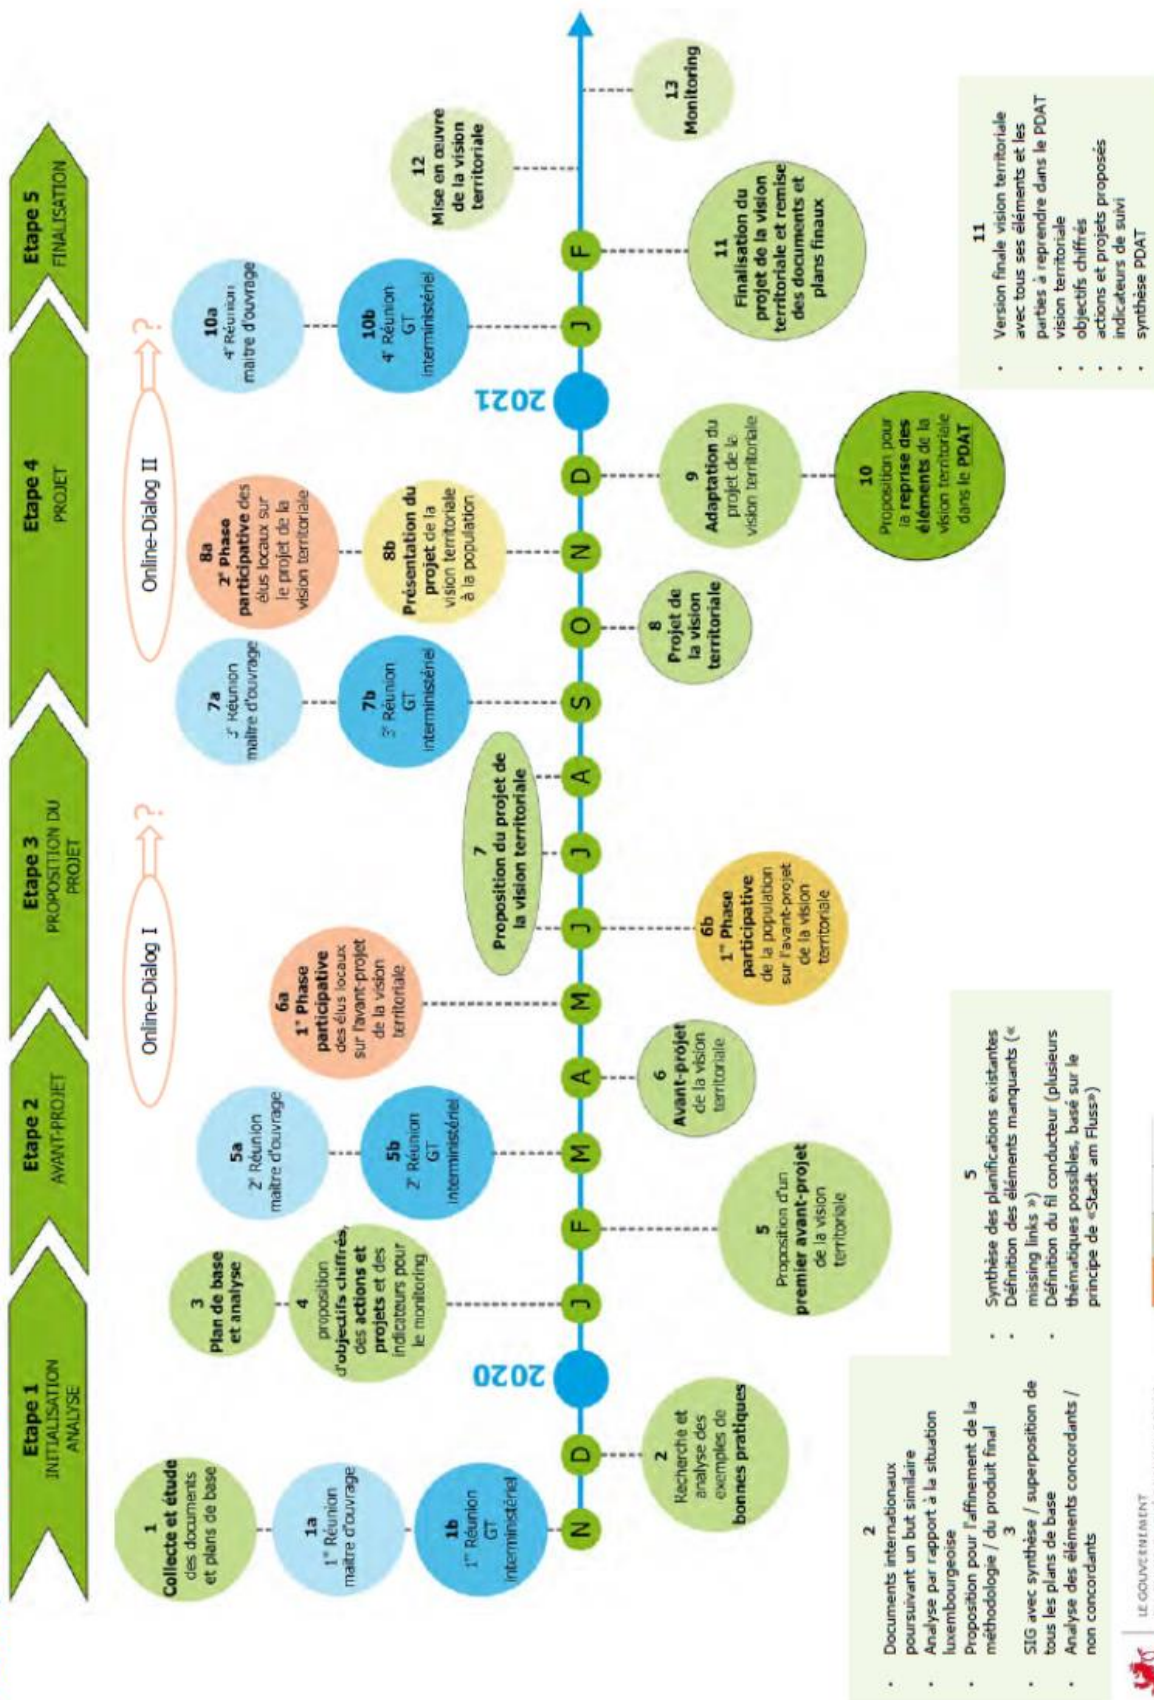 Etape 1
INITIALISATION
ANALYSE
Etape 2
AVANT-PROJET
Etape 3
PROPOSITION DU
PROJET
Etape 4
PROJET
Etape 5
FINALISATION
Online-Dialog I
?
Online-Dialog II
?
1
Collecte et étude
des documents
et plans de base
1a
1° Réunion
maître d'ouvrage
1b
1° Réunion
GT
interministériel
3
Plan de base
et analyse
4
proposition
d'objectifs chiffrés,
des actions et
projets et des
indicateurs pour
le monitoring
5a
2° Réunion
maître d'ouvrage
5b
2° Réunion
GT
interministériel
6a
1° Phase
participative
des élus locaux
sur l'avant-projet
de la vision
territoriale
7
Proposition du projet de
la vision territoriale
7a
3° Réunion
maître d'ouvrage
7b
3° Réunion
GT
interministériel
8a
2° Phase
participative des
élus locaux sur
le projet de la
vision territoriale
8b
Présentation du
projet de la
vision territoriale
à la population
10a
4° Réunion
maître d'ouvrage
10b
4° Réunion
GT
interministériel
12
Mise en œuvre
de la vision
territoriale
N D 2020 J F M A M J J A S O N D 2021 J F
2
Recherche et
analyse des
exemples de
bonnes pratiques
5
Proposition d'un
premier avant-projet
de la vision
territoriale
6
Avant-projet
de la vision
territoriale
6b
1re Phase
participative
de la population
sur l'avant-projet
de la vision
territoriale
8
Projet de
la vision
territoriale
9
Adaptation du
projet de la
vision territoriale
10
Proposition pour
la reprise des
éléments de la
vision territoriale
dans le PDAT
11
Finalisation du
projet de la vision
territoriale et remise
des documents et
plans finaux
13
Monitoring
2
• Documents internationaux
poursuivant un but similaire
• Analyse par rapport à la situation
luxembourgeoise
• Proposition pour l'affinement de la
méthodologie / du produit final
3
• SIG avec synthèse / superposition de
tous les plans de base
• Analyse des éléments concordants /
non concordants
5
• Synthèse des planifications existantes
• Définition des éléments manquants («
missing links »)
• Définition du fil conducteur (plusieurs
thématiques possibles, basé sur le
principe de «Stadt am Fluss»)
11
• Version finale vision territoriale
avec tous ses éléments et les
parties à reprendre dans le PDAT
• vision territoriale
• objectifs chiffrés
• actions et projets proposés
• indicateurs de suivi
• synthèse PDAT
LE GOUVERNEMENT